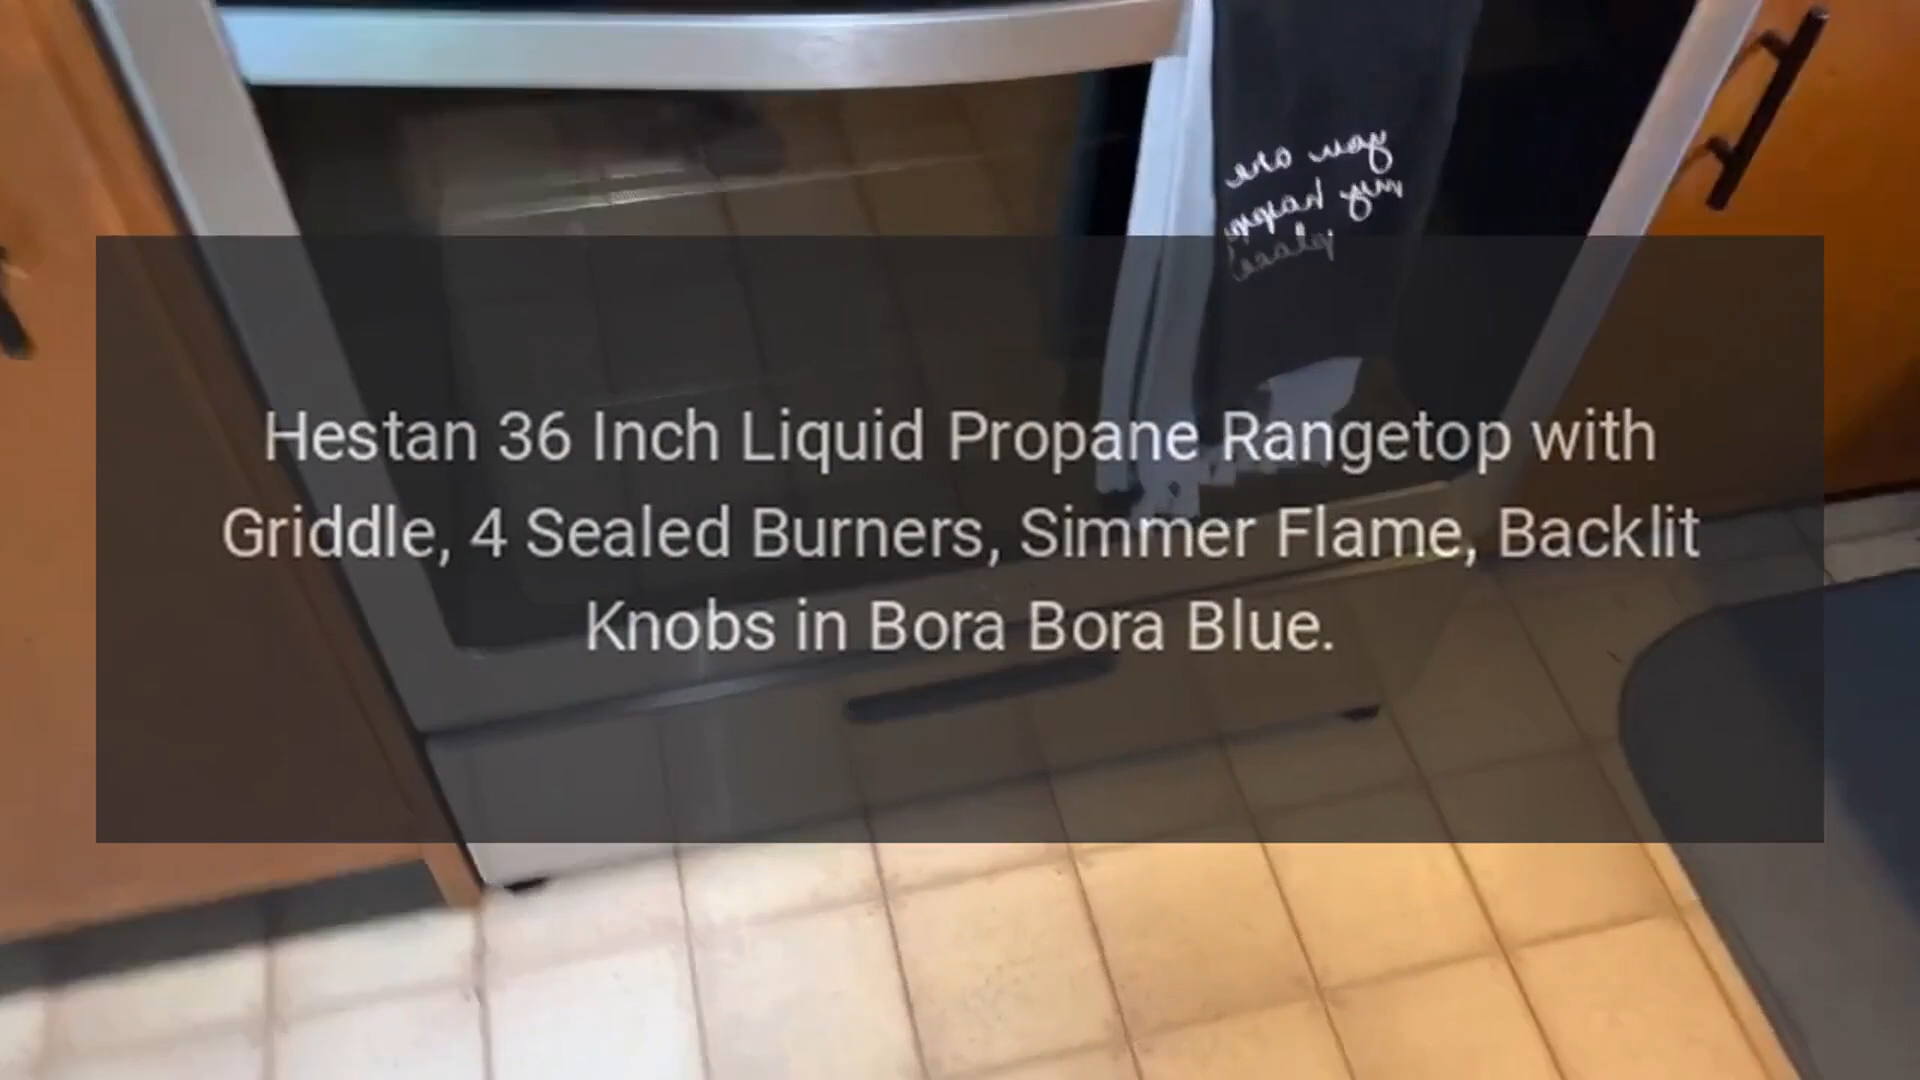 Hestan 36 Inch Liquid Propane Rangetop with
Griddle, 4 Sealed Burners, Simmer Flame, Backlit
Knobs in Bora Bora Blue.